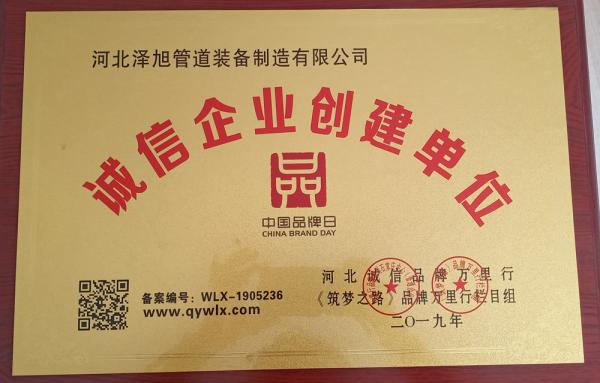 河北泽旭管道装备制造有限公司
诚信企业创建单位
品
中国品牌日
CHINA BRAND DAY
备案编号：WLX-1905236
www.qywlx.com
河北诚信品牌万里行
《筑梦之路》品牌万里行栏目组
二〇一九年